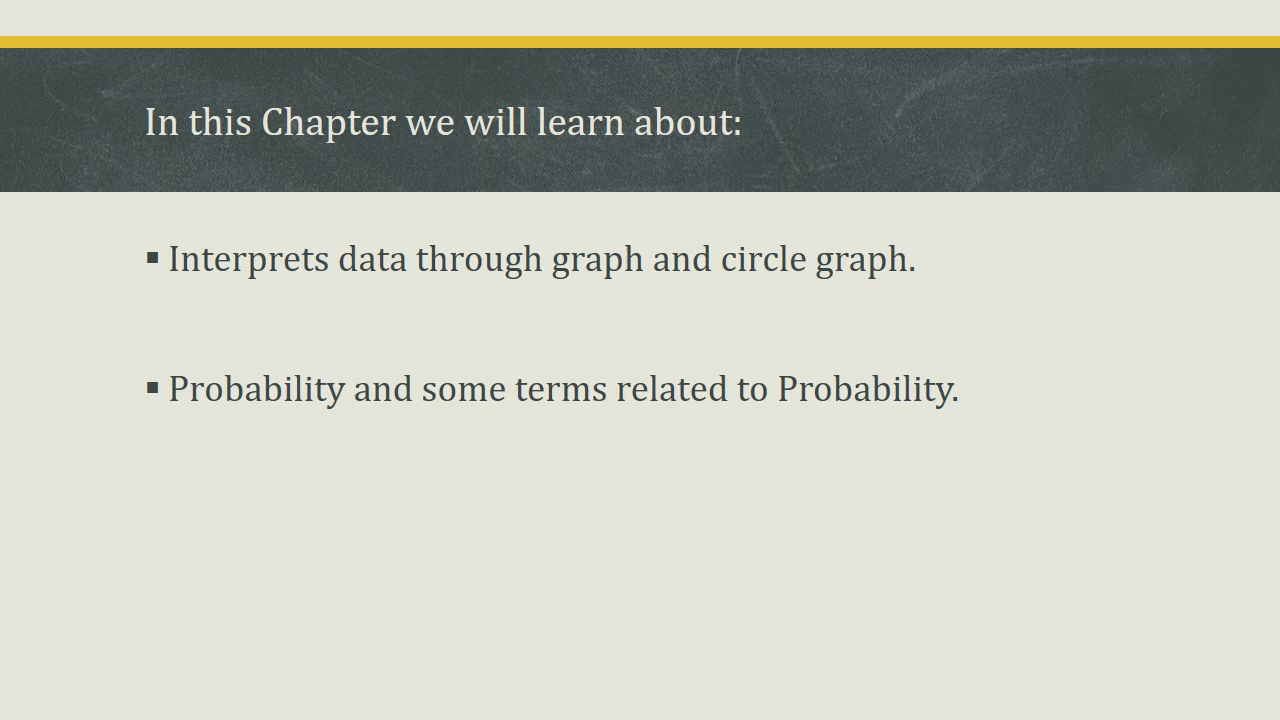 In this Chapter we will learn about:
▪ Interprets data through graph and circle graph.
▪ Probability and some terms related to Probability.